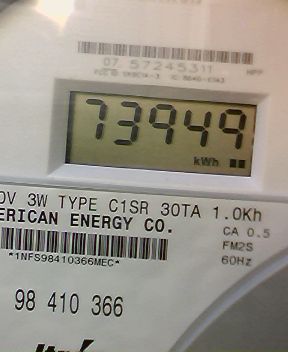 07 57245311
HPP
73949
kWh
0V 3W TYPE C1SR 30TA 1.0Kh
ERICAN ENERGY CO.
CA 0.5
FM2S
*1NFS98410366MEC*
60Hz
98 410 366